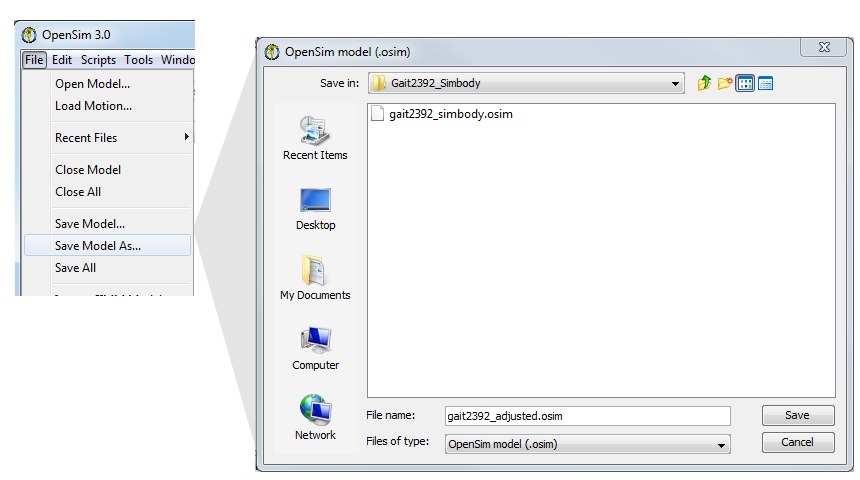 OpenSim 3.0
File Edit Scripts Tools Windo
Open Model...
Load Motion...
Recent Files
Close Model
Close All
Save Model...
Save Model As...
Save All
OpenSim model (.osim)
Save in: Gait2392_Simbody
gait2392_simbody.osim
Recent Items
Desktop
My Documents
Computer
Network
File name: gait2392_adjusted.osim
Save
Files of type: OpenSim model (.osim)
Cancel